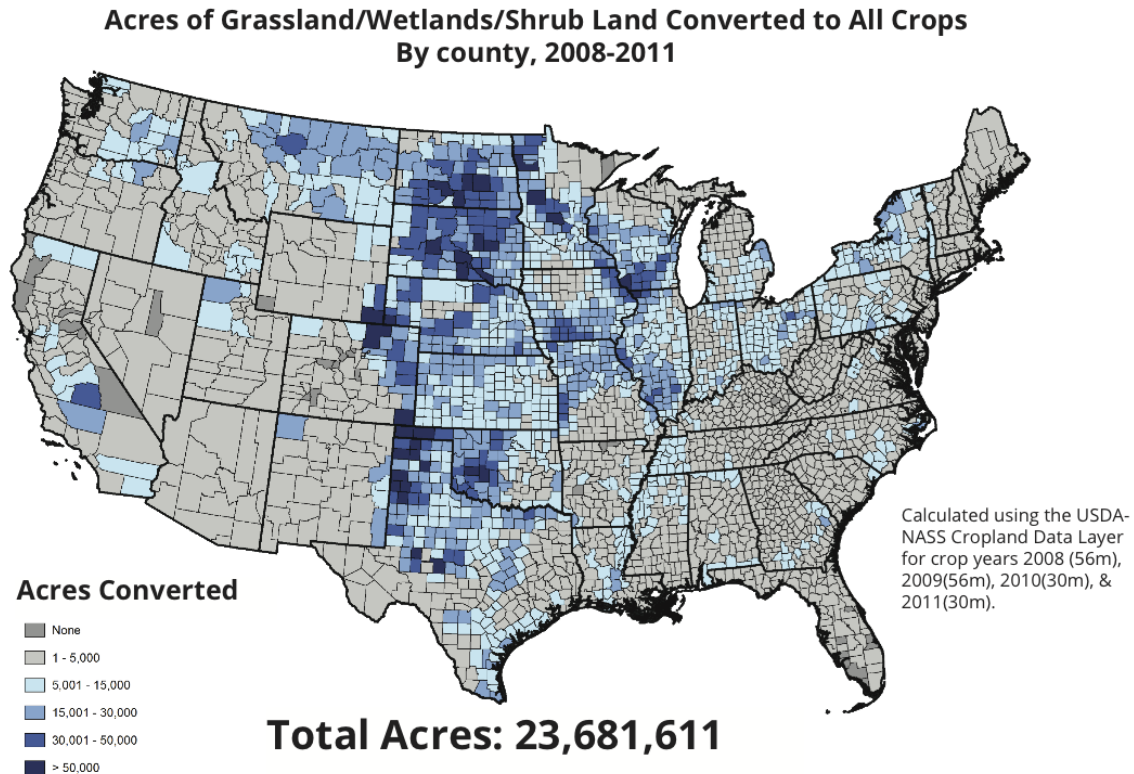 Acres of Grassland/Wetlands/Shrub Land Converted to All Crops
By county, 2008-2011
Calculated using the USDA-
NASS Cropland Data Layer
for crop years 2008 (56m),
2009(56m), 2010(30m), &
2011(30m).
Acres Converted
None
1 - 5,000
5,001 - 15,000
15,001 - 30,000
30,001 - 50,000
> 50,000
Total Acres: 23,681,611